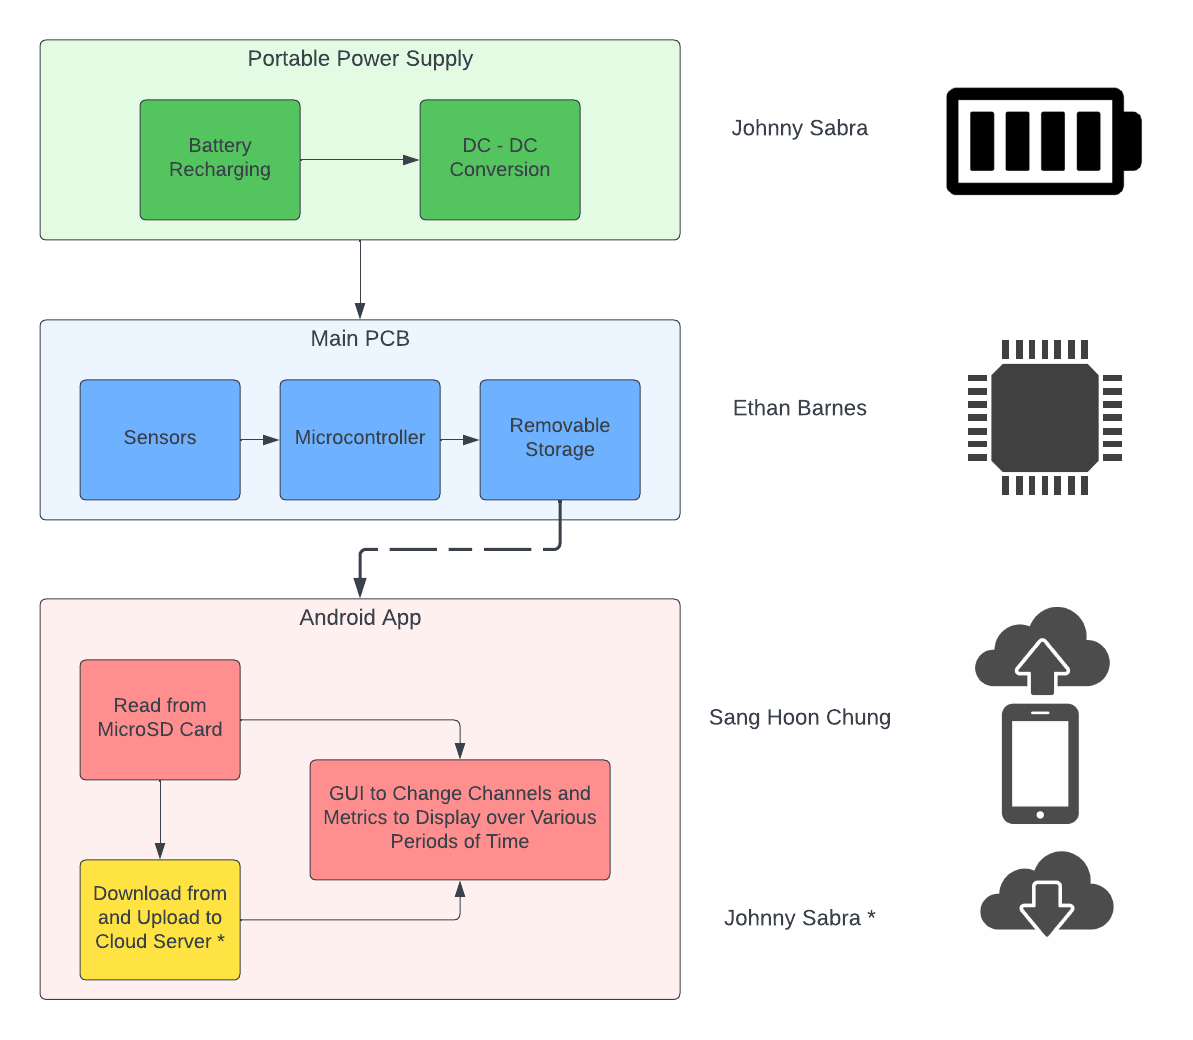 Portable Power Supply
Battery
Recharging
DC - DC
Conversion
Johnny Sabra
Main PCB
Sensors
Microcontroller
Removable
Storage
Ethan Barnes
Android App
Read from
MicroSD Card
GUI to Change Channels and
Metrics to Display over Various
Periods of Time
Download from
and Upload to
Cloud Server *
Sang Hoon Chung
Johnny Sabra *